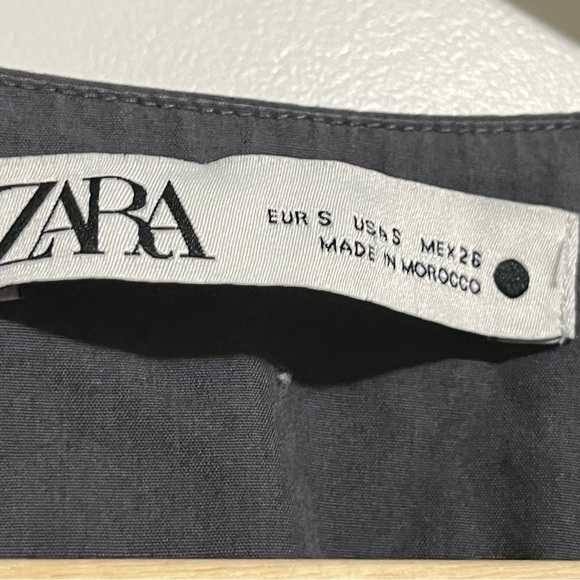 ZARA
EUR S USA S MEX 26
MADE IN MOROCCO